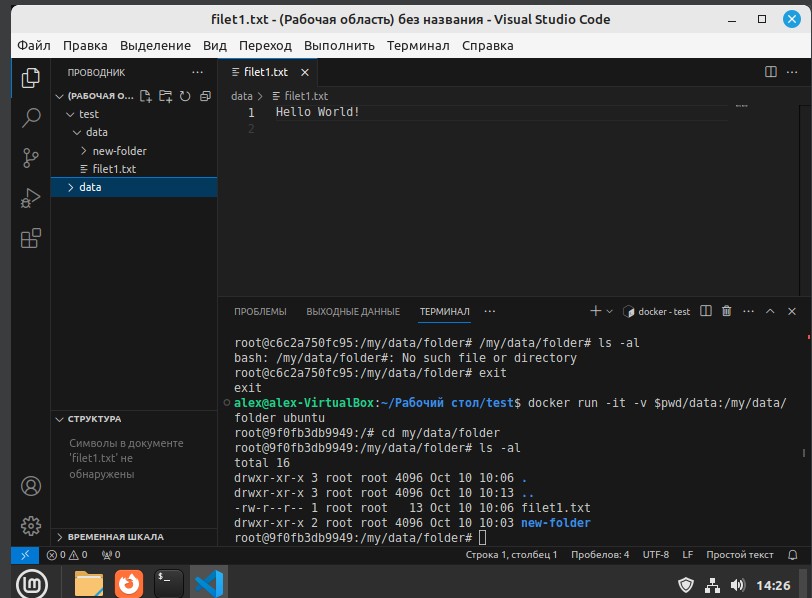 filet1.txt - (Рабочая область) без названия - Visual Studio Code
Файл Правка Выделение Вид Переход Выполнить Терминал Справка
ПРОВОДНИК
(РАБОЧАЯ О...
test
data
new-folder
filet1.txt
data
СТРУКТУРА
Символы в документе
'filet1.txt' не
обнаружены
ВРЕМЕННАЯ ШКАЛА
filet1.txt
data > filet1.txt
1 Hello World!
2
ПРОБЛЕМЫ ВЫХОДНЫЕ ДАННЫЕ ТЕРМИНАЛ ... docker - test
root@c6c2a750fc95:/my/data/folder# /my/data/folder# ls -al
bash: /my/data/folder#: No such file or directory
root@c6c2a750fc95:/my/data/folder# exit
exit
alex@alex-VirtualBox:~/Рабочий стол/test$ docker run -it -v $pwd/data:/my/data/
folder ubuntu
root@9f0fb3db9949:/# cd my/data/folder
root@9f0fb3db9949:/my/data/folder# ls -al
total 16
drwxr-xr-x 3 root root 4096 Oct 10 10:06 .
drwxr-xr-x 3 root root 4096 Oct 10 10:13 ..
-rw-r--r-- 1 root root   13 Oct 10 10:06 filet1.txt
drwxr-xr-x 2 root root 4096 Oct 10 10:03 new-folder
root@9f0fb3db9949:/my/data/folder#
0 0 0 Строка 1, столбец 1 Пробелов: 4 UTF-8 LF Простой текст
14:26